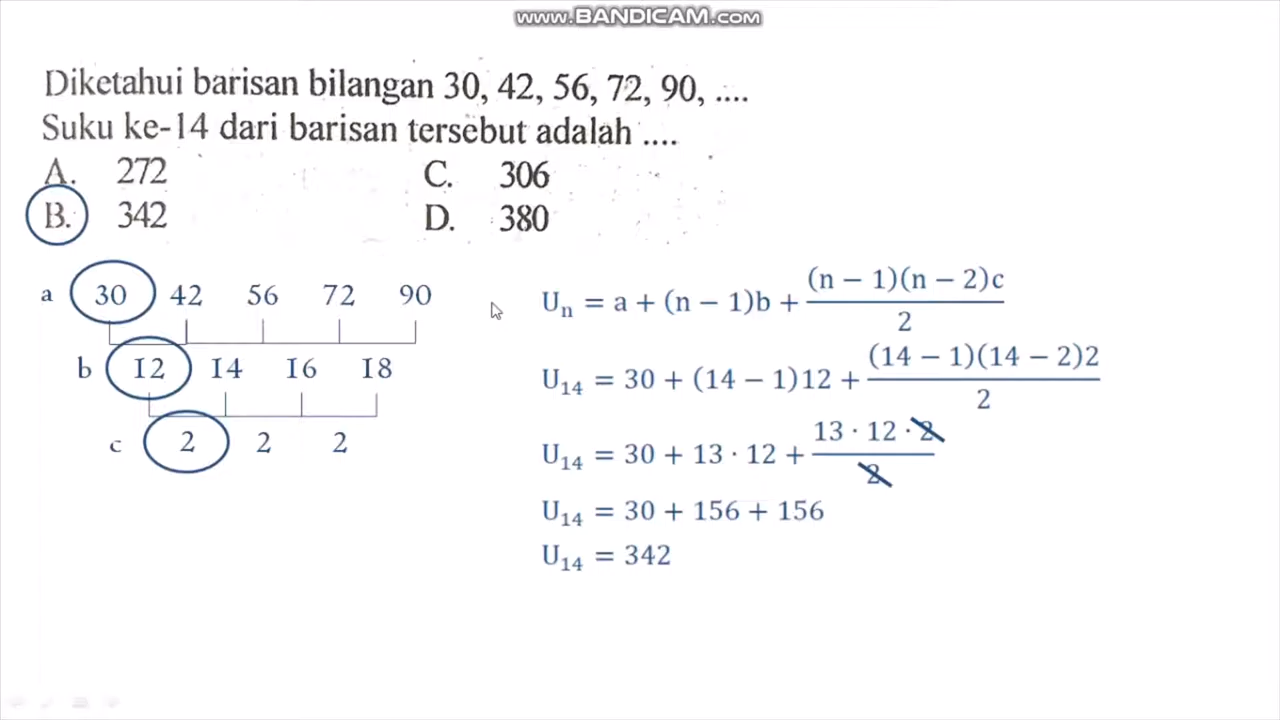 www.BANDICAM.com
Diketahui barisan bilangan 30, 42, 56, 72, 90, ....
Suku ke-14 dari barisan tersebut adalah ....
A. 272 C. 306
B. 342 D. 380
a 30 42 56 72 90
b 12 14 16 18
c 2 2 2
Uₙ = a + (n − 1)b + (n − 1)(n − 2)c / 2
U₁₄ = 30 + (14 − 1)12 + (14 − 1)(14 − 2)2 / 2
U₁₄ = 30 + 13 · 12 + 13 · 12 · 2 / 2
U₁₄ = 30 + 156 + 156
U₁₄ = 342